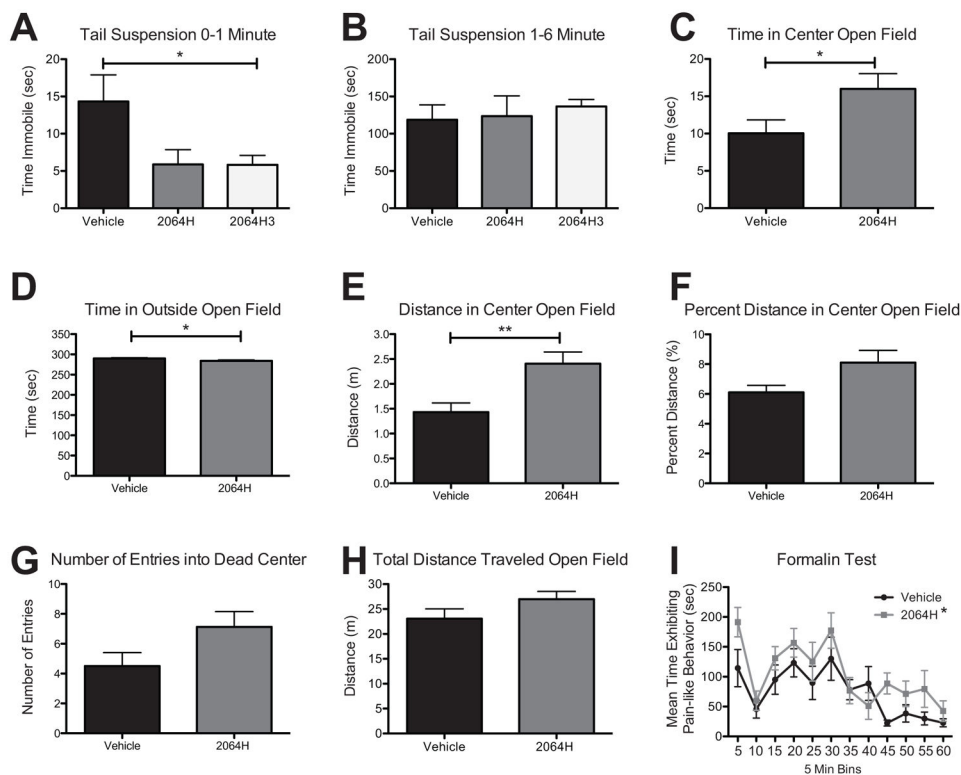 A
Tail Suspension 0-1 Minute
*
Time Immobile (sec)
20
15
10
5
0
Vehicle 2064H 2064H3
B
Tail Suspension 1-6 Minute
Time Immobile (sec)
200
150
100
50
0
Vehicle 2064H 2064H3
C
Time in Center Open Field
*
Time (sec)
20
15
10
5
0
Vehicle 2064H
D
Time in Outside Open Field
*
Time (sec)
350
300
250
200
150
100
50
0
Vehicle 2064H
E
Distance in Center Open Field
**
Distance (m)
3.0
2.5
2.0
1.5
1.0
0.5
0.0
Vehicle 2064H
F
Percent Distance in Center Open Field
Percent Distance (%)
10
8
6
4
2
0
Vehicle 2064H
G
Number of Entries into Dead Center
Number of Entries
10
8
6
4
2
0
Vehicle 2064H
H
Total Distance Traveled Open Field
Distance (m)
30
25
20
15
10
5
0
Vehicle 2064H
I
Formalin Test
Mean Time Exhibiting
Pain-like Behavior (sec)
250
200
150
100
50
0
Vehicle
2064H *
5 10 15 20 25 30 35 40 45 50 55 60
5 Min Bins